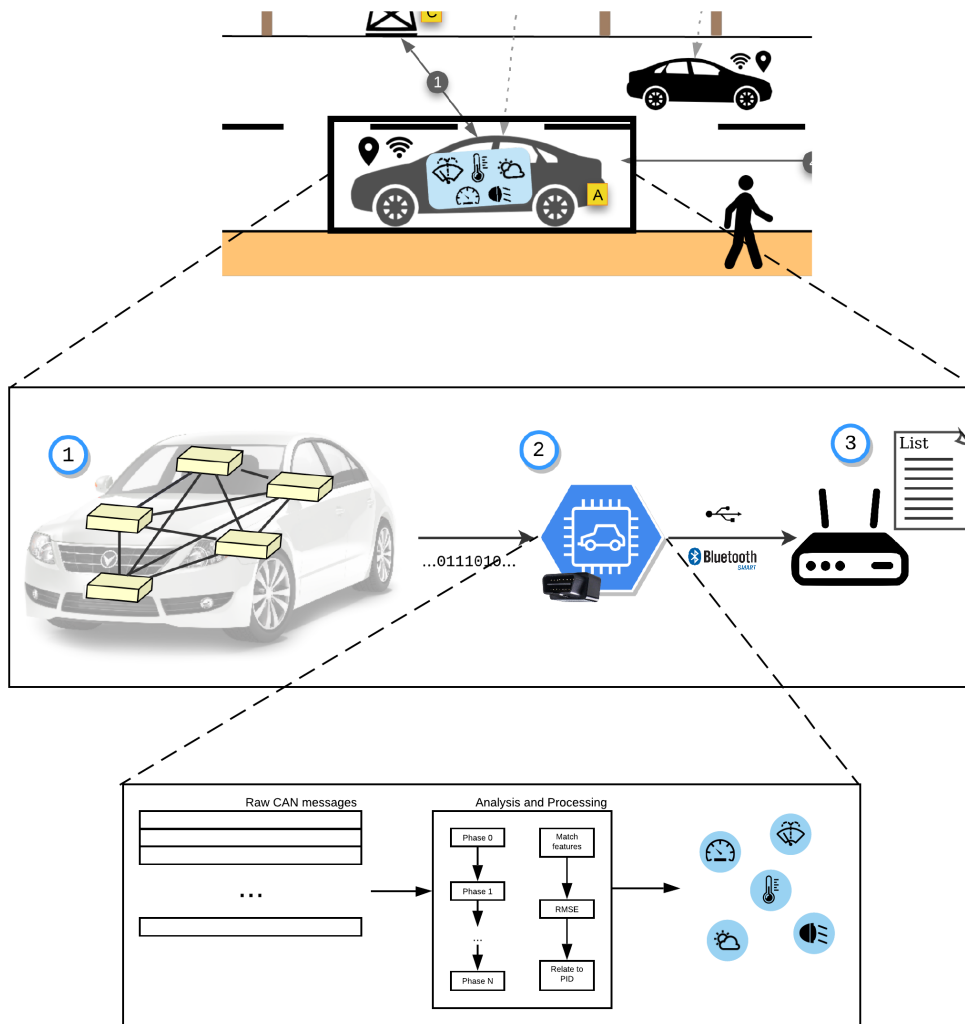 C
1
A
1
2
3
List
...0111010...
Bluetooth
SMART
Raw CAN messages
Analysis and Processing
Phase 0
Match
features
Phase 1
RMSE
...
...
Phase N
Relate to
PID